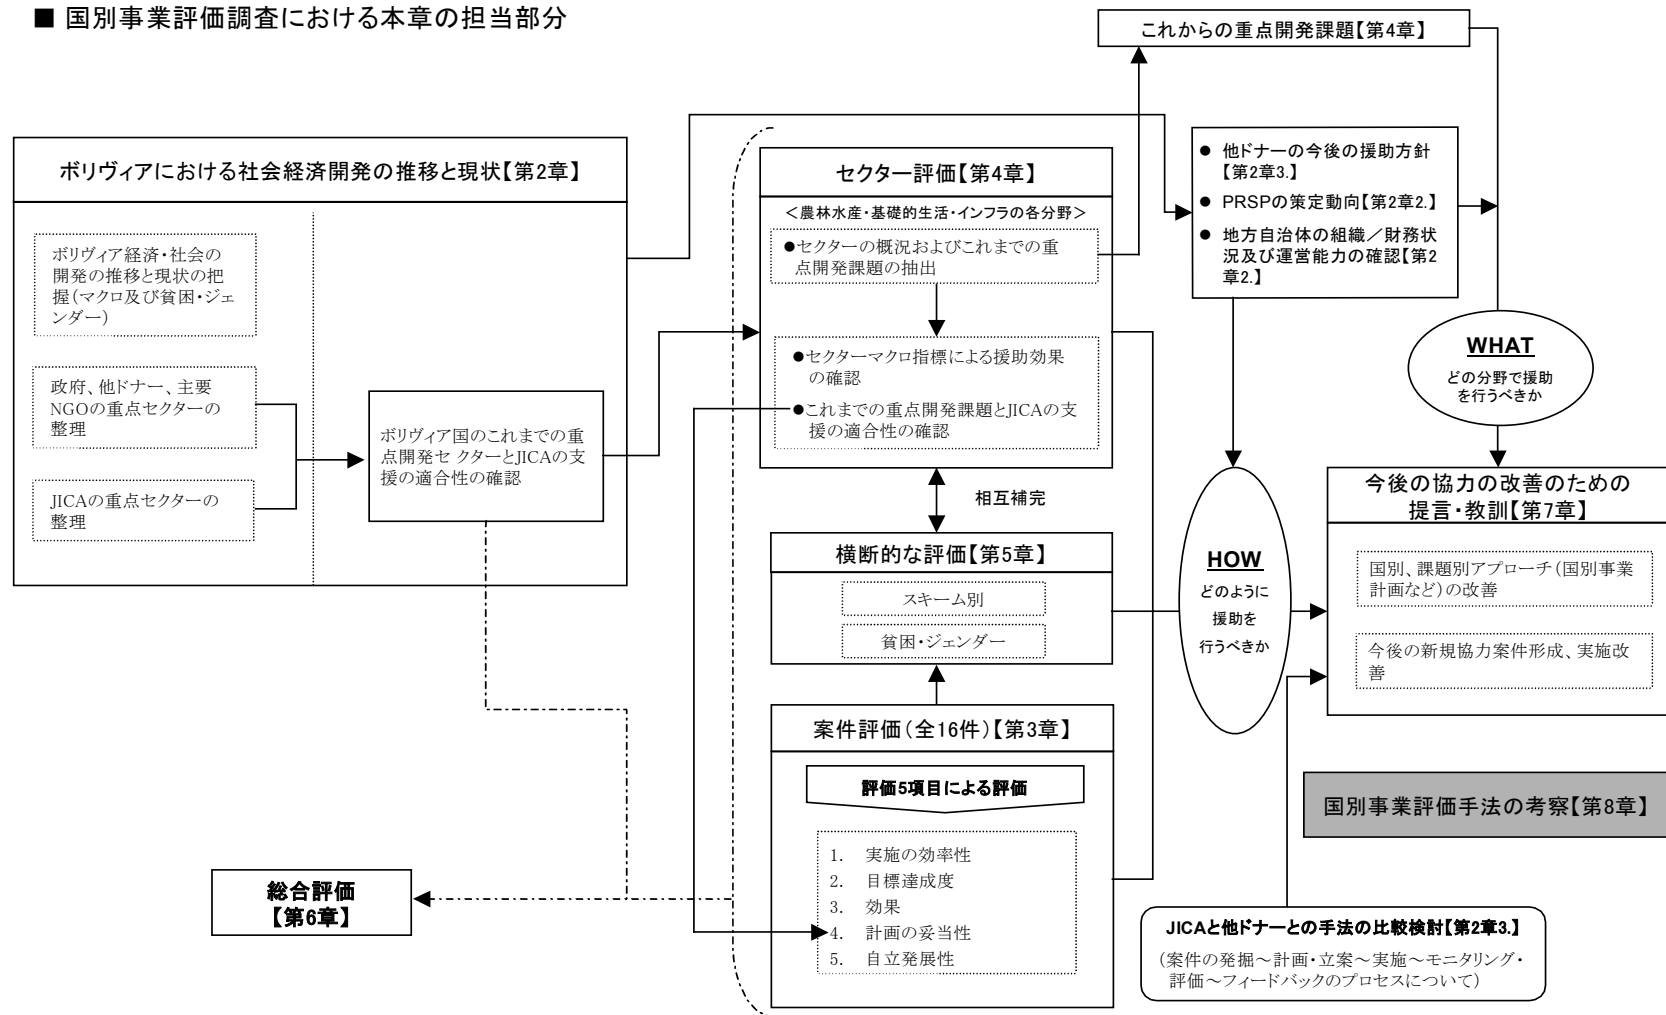 ■ 国別事業評価調査における本章の担当部分
これからの重点開発課題【第4章】
ボリヴィアにおける社会経済開発の推移と現状【第2章】
ボリヴィア経済・社会の
開発の推移と現状の把
握(マクロ及び貧困・ジェ
ンダー)
政府、他ドナー、主要
NGOの重点セクターの
整理
JICAの重点セクターの
整理
ボリヴィア国のこれまでの重
点開発セ クターとJICAの支
援の適合性の確認
セクター評価【第4章】
<農林水産・基礎的生活・インフラの各分野>
●セクターの概況およびこれまでの重
点開発課題の抽出
●セクターマクロ指標による援助効果
の確認
●これまでの重点開発課題とJICAの支
援の適合性の確認
相互補完
横断的な評価【第5章】
スキーム別
貧困・ジェンダー
案件評価(全16件)【第3章】
評価5項目による評価
1. 実施の効率性
2. 目標達成度
3. 効果
4. 計画の妥当性
5. 自立発展性
総合評価
【第6章】
● 他ドナーの今後の援助方針
【第2章3.】
● PRSPの策定動向【第2章2.】
● 地方自治体の組織/財務状
況及び運営能力の確認【第2
章2.】
WHAT
どの分野で援助
を行うべきか
HOW
どのように
援助を
行うべきか
今後の協力の改善のための
提言・教訓【第7章】
国別、課題別アプローチ(国別事業
計画など)の改善
今後の新規協力案件形成、実施改
善
国別事業評価手法の考察【第8章】
JICAと他ドナーとの手法の比較検討【第2章3.】
(案件の発掘~計画・立案~実施~モニタリング・
評価~フィードバックのプロセスについて)